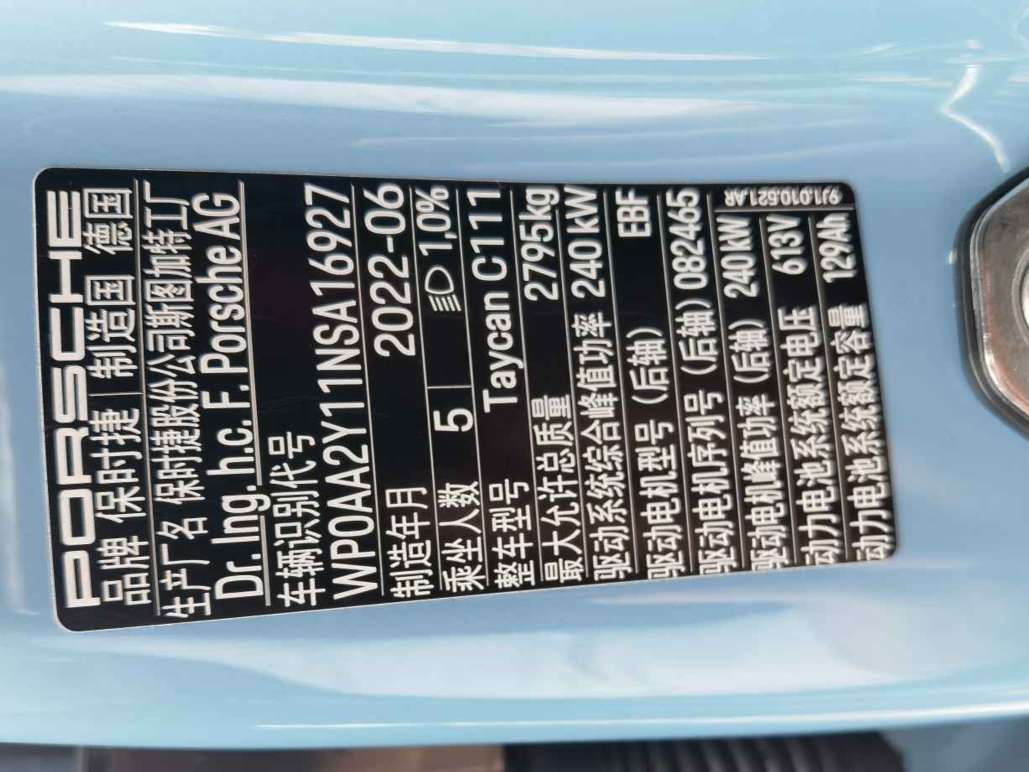 PORSCHE
品牌 保时捷 制造国 德国
生产厂名 保时捷股份公司斯图加特工厂
Dr. Ing. h.c. F. Porsche AG
车辆识别代号
WP0AA2Y11NSA16927
制造年月 2022-06
乘坐人数 5 1,0%
整车型号 Taycan C111
最大允许总质量 2795kg
驱动系统综合峰值功率 240kW
驱动电机型号(后轴) EBF
驱动电机序列号(后轴)082465
驱动电机峰值功率(后轴) 240kW
动力电池系统额定电压 613V
动力电池系统额定容量 129Ah
9J1.010.521.AR